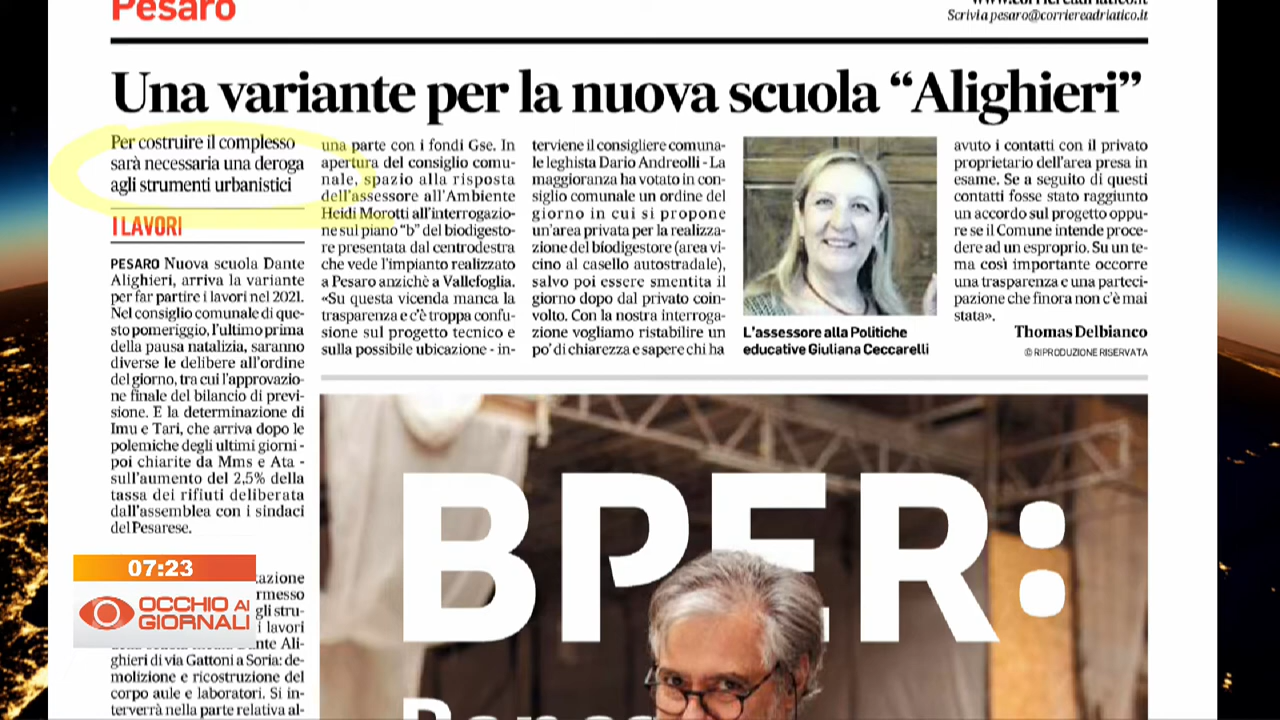 Pesaro
www.corriereadriatico.it
Scrivi a pesaro@corriereadriatico.it
Una variante per la nuova scuola “Alighieri”
Per costruire il complesso
sarà necessaria una deroga
agli strumenti urbanistici
I LAVORI
PESARO Nuova scuola Dante
Alighieri, arriva la variante
per far partire i lavori nel 2021.
Nel consiglio comunale di que-
sto pomeriggio, l'ultimo prima
della pausa natalizia, saranno
diverse le delibere all'ordine
del giorno, tra cui l'approvazio-
ne finale del bilancio di previ-
sione. E la determinazione di
Imu e Tari, che arriva dopo le
polemiche degli ultimi giorni -
poi chiarite da Mms e Ata -
sull'aumento del 2,5% della
tassa dei rifiuti deliberata
dall'assemblea con i sindaci
del Pesarese.
tazione
rmesso
gli stru-
i lavori
nte Ali-
ghieri di via Gattoni a Soria: de-
molizione e ricostruzione del
corpo aule e laboratori. Si in-
terverrà nella parte relativa al-
una parte con i fondi Gse. In
apertura del consiglio comu-
nale, spazio alla risposta
dell'assessore all'Ambiente
Heidi Morotti all'interrogazio-
ne sul piano “b” del biodigesto-
re presentata dal centrodestra
che vede l'impianto realizzato
a Pesaro anzichè a Vallefoglia.
«Su questa vicenda manca la
trasparenza e c'è troppa confu-
sione sul progetto tecnico e
sulla possibile ubicazione - in-
terviene il consigliere comuna-
le leghista Dario Andreolli - La
maggioranza ha votato in con-
siglio comunale un ordine del
giorno in cui si propone
un'area privata per la realizza-
zione del biodigestore (area vi-
cino al casello autostradale),
salvo poi essere smentita il
giorno dopo dal privato coin-
volto. Con la nostra interroga-
zione vogliamo ristabilire un
po' di chiarezza e sapere chi ha
L'assessore alla Politiche
educative Giuliana Ceccarelli
avuto i contatti con il privato
proprietario dell'area presa in
esame. Se a seguito di questi
contatti fosse stato raggiunto
un accordo sul progetto oppu-
re se il Comune intende proce-
dere ad un esproprio. Su un te-
ma così importante occorre
una trasparenza e una parteci-
pazione che finora non c'è mai
stata».
Thomas Delbianco
© RIPRODUZIONE RISERVATA
BPER:
07:23
OCCHIO AI
GIORNALI